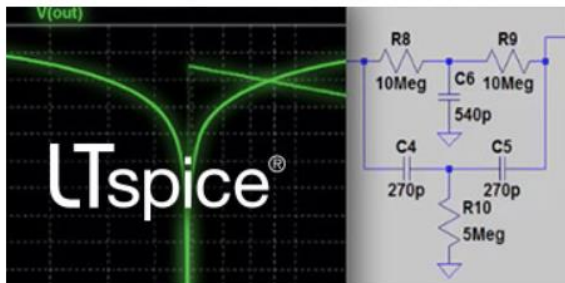 V(out)
LTspice®
R8
10Meg
R9
10Meg
C6
540p
C4
270p
C5
270p
R10
5Meg